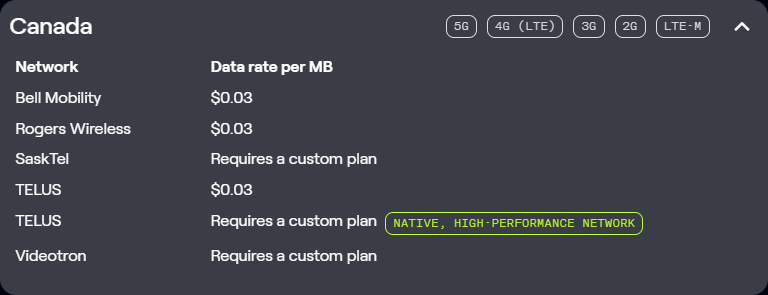 Canada 5G 4G (LTE) 3G 2G LTE-M
Network Data rate per MB
Bell Mobility $0.03
Rogers Wireless $0.03
SaskTel Requires a custom plan
TELUS $0.03
TELUS Requires a custom plan NATIVE, HIGH-PERFORMANCE NETWORK
Videotron Requires a custom plan